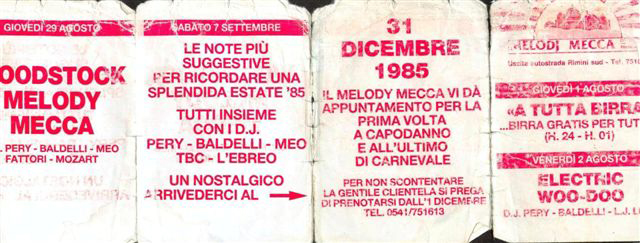 GIOVEDÌ 29 AGOSTO
OODSTOCK
MELODY
MECCA
. PERY - BALDELLI - MEO
FATTORI - MOZART
SABATO 7 SETTEMBRE
LE NOTE PIÙ
SUGGESTIVE
PER RICORDARE UNA
SPLENDIDA ESTATE '85
TUTTI INSIEME
CON I D.J.
PERY - BALDELLI - MEO
TBC - L'EBREO
UN NOSTALGICO
ARRIVEDERCI AL
31
DICEMBRE
1985
IL MELODY MECCA VI DÀ
APPUNTAMENTO PER LA
PRIMA VOLTA
A CAPODANNO
E ALL'ULTIMO
DI CARNEVALE
PER NON SCONTENTARE
LA GENTILE CLIENTELA SI PREGA
DI PRENOTARSI DALL'1 DICEMBRE
TEL. 0541/751613
MELODY MECCA
Uscita autostrada Rimini sud - Tel. 751
GIOVEDÌ 1 AGOSTO
«A TUTTA BIRRA
...BIRRA GRATIS PER TUT
(H. 24 - H. 01)
VENERDÌ 2 AGOSTO
ELECTRIC
WOO-DOO
D.J. PERY - BALDELLI - L.J. L